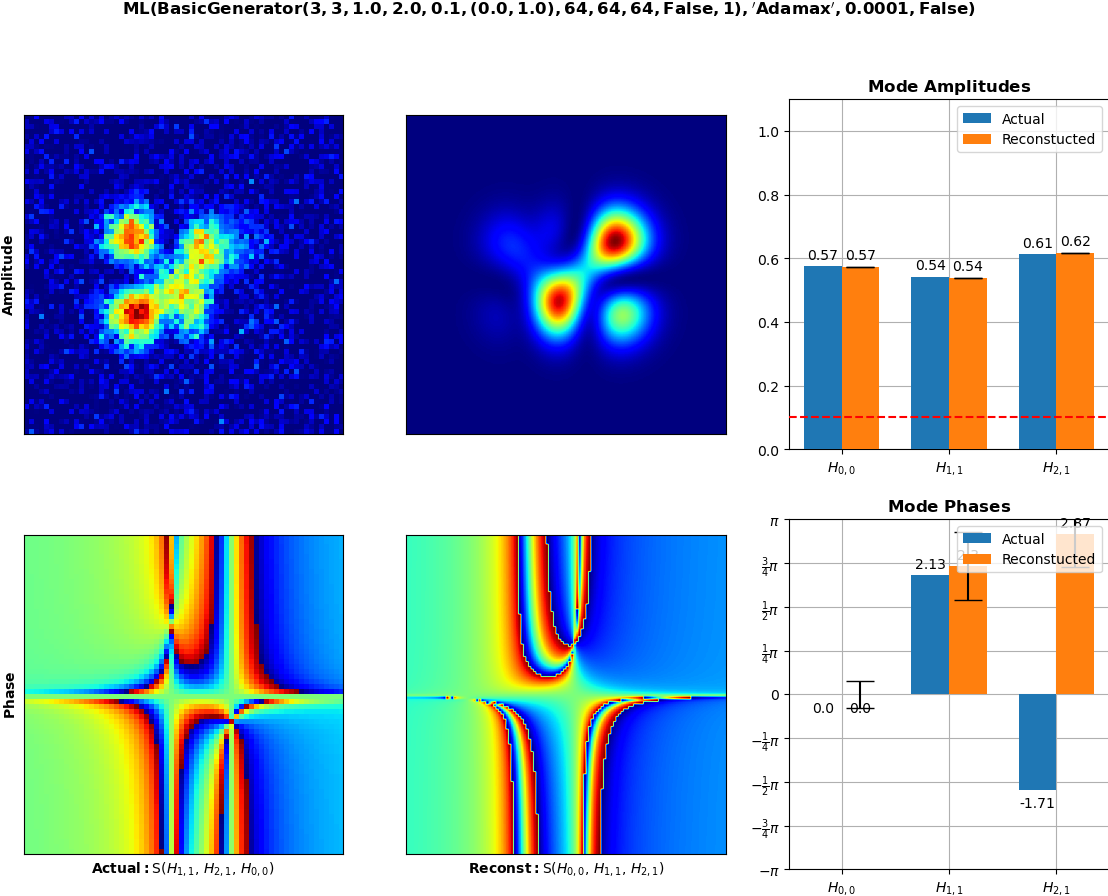 ML(BasicGenerator(3, 3, 1.0, 2.0, 0.1, (0.0, 1.0), 64, 64, 64, False, 1), ′Adamax′, 0.0001, False)
Amplitude
Mode Amplitudes
Actual
Reconstucted
1.0
0.8
0.6
0.4
0.2
0.0
0.57
0.57
0.54
0.54
0.61
0.62
H0,0
H1,1
H2,1
Phase
Actual: S(H1,1, H2,1, H0,0)
Reconst: S(H0,0, H1,1, H2,1)
Mode Phases
Actual
Reconstucted
π
3/4π
1/2π
1/4π
0
−1/4π
−1/2π
−3/4π
−π
0.0
0.0
2.13
2.87
-1.71
H0,0
H1,1
H2,1